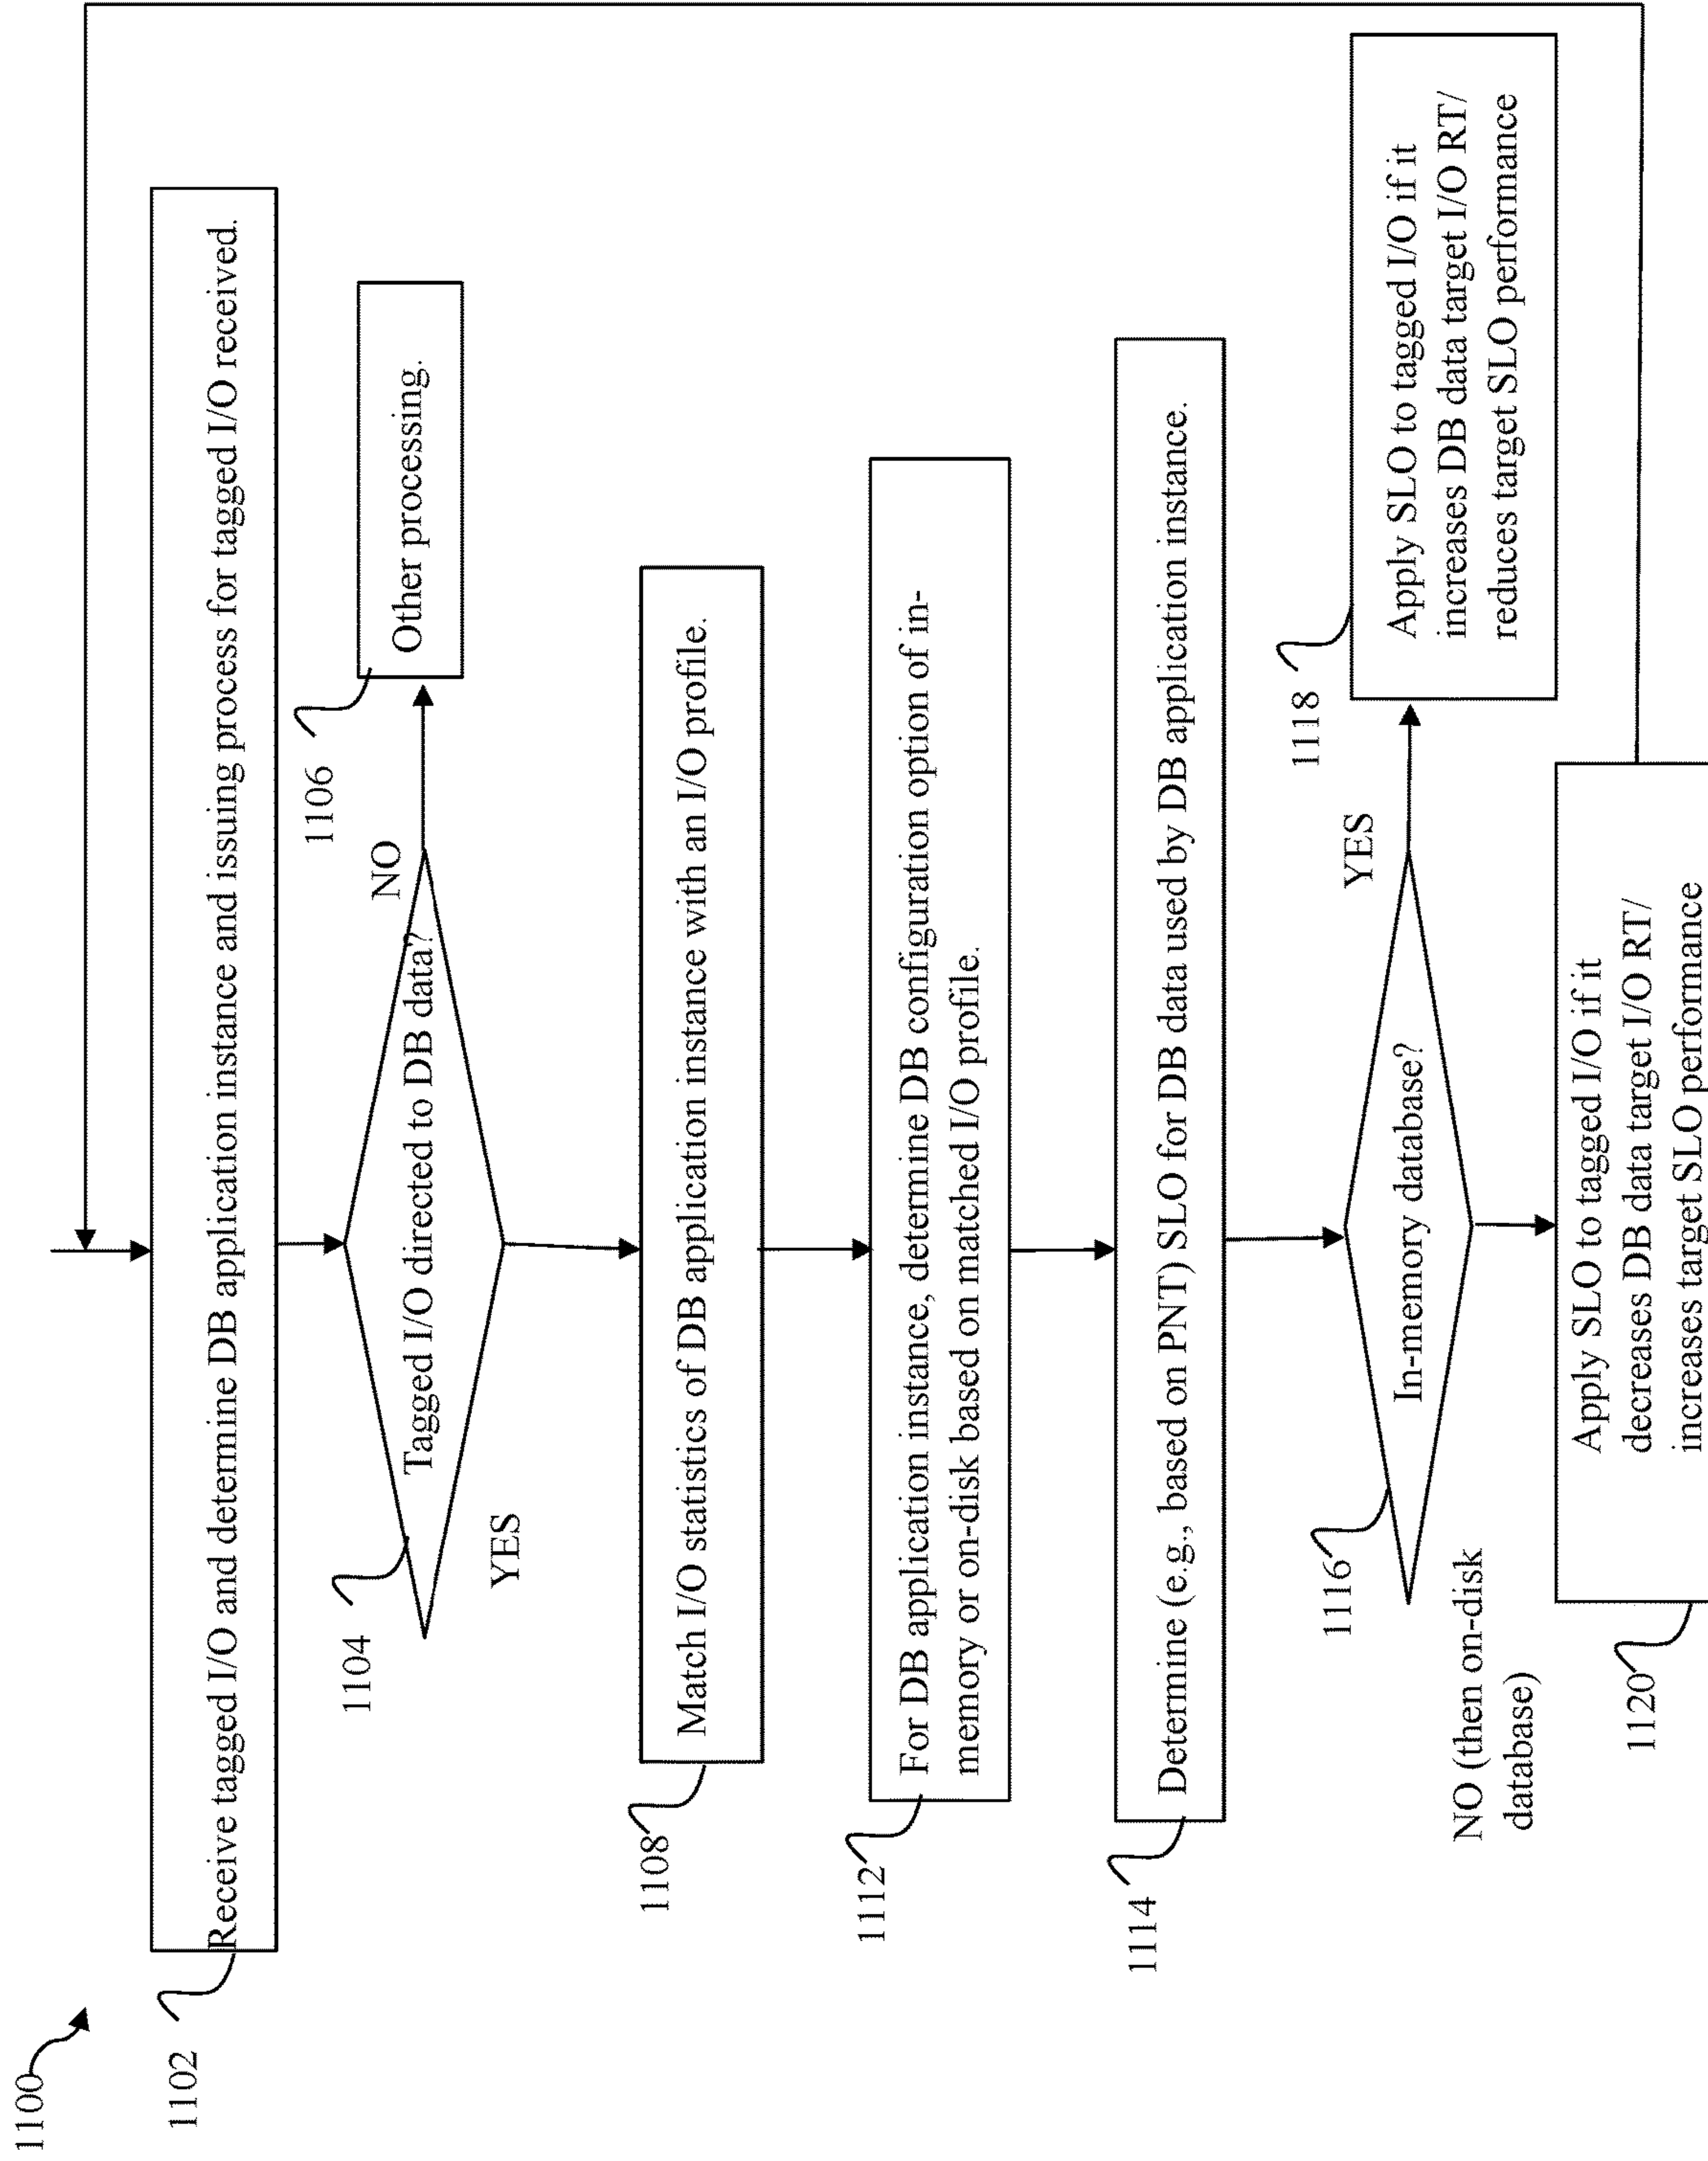 1100
1102
Receive tagged I/O and determine DB application instance and issuing process for tagged I/O received.
1104
Tagged I/O directed to DB data?
NO
1106
Other processing.
YES
1108
Match I/O statistics of DB application instance with an I/O profile.
1112
For DB application instance, determine DB configuration option of in-
memory or on-disk based on matched I/O profile.
1114
Determine (e.g., based on PNT) SLO for DB data used by DB application instance.
1116
In-memory database?
YES
1118
Apply SLO to tagged I/O if it
increases DB data target I/O RT/
reduces target SLO performance
NO (then on-disk
database)
1120
Apply SLO to tagged I/O if it
decreases DB data target I/O RT/
increases target SLO performance